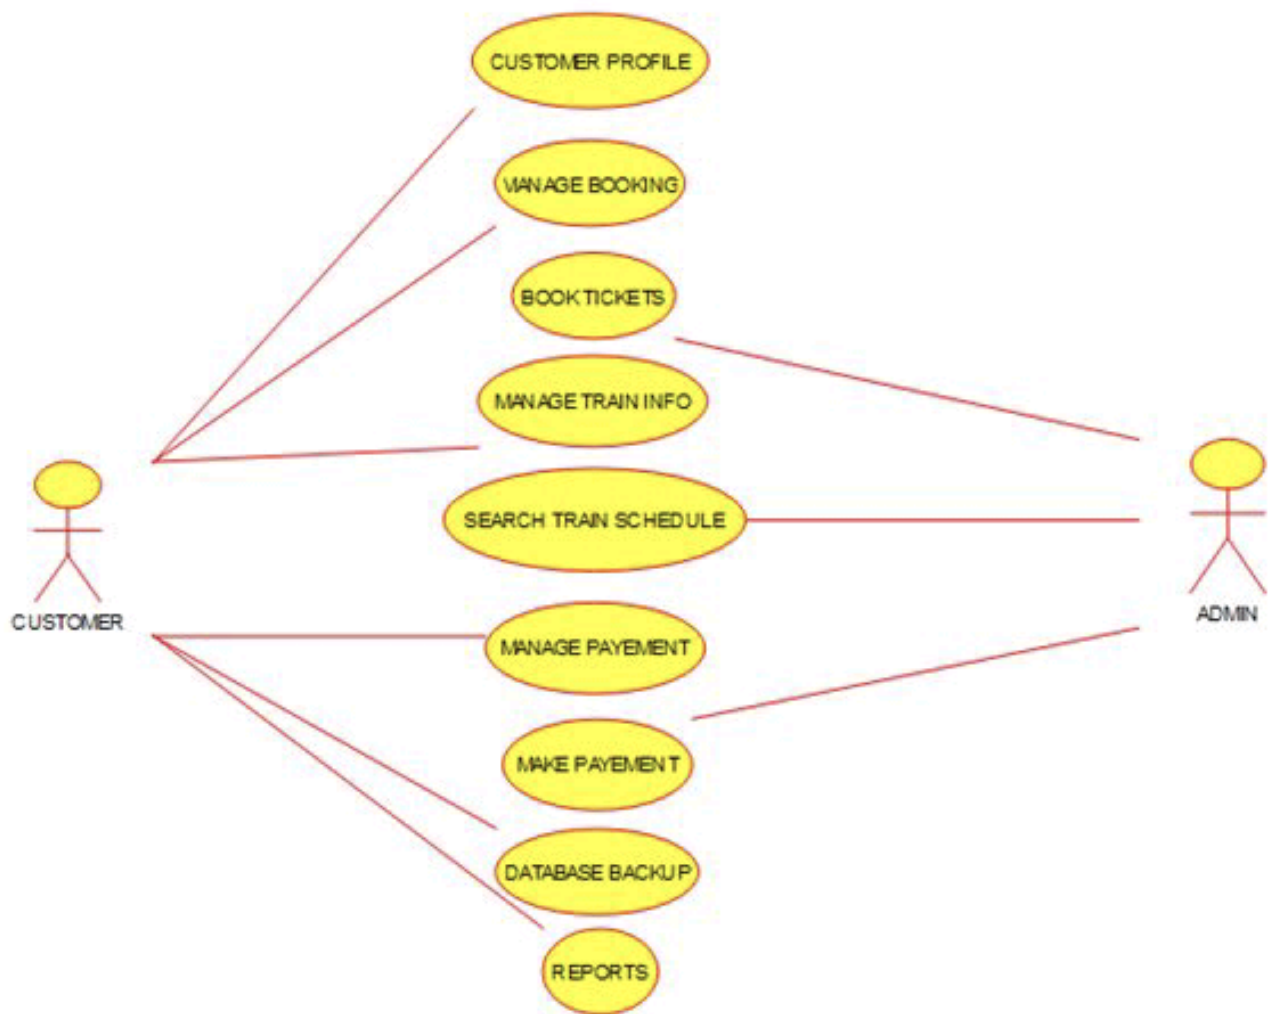 CUSTOMER PROFILE
MANAGE BOOKING
BOOK TICKETS
MANAGE TRAIN INFO
SEARCH TRAIN SCHEDULE
CUSTOMER
ADMIN
MANAGE PAYEMENT
MAKE PAYEMENT
DATABASE BACKUP
REPORTS